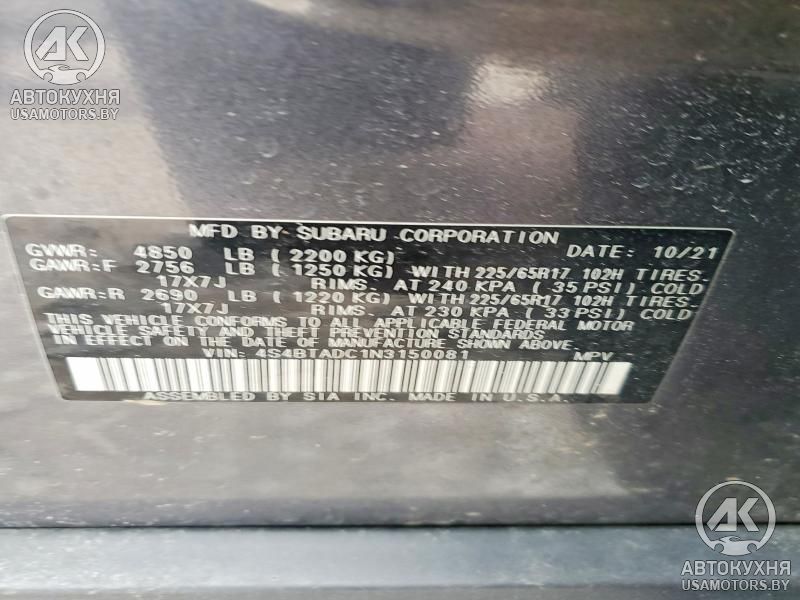 AK
АВТОКУХНЯ
USAMOTORS.BY
MFD BY SUBARU CORPORATION DATE: 10/21
GVWR: 4850 LB ( 2200 KG)
GAWR:F 2756 LB ( 1250 KG) WITH 225/65R17 102H TIRES.
17X7J RIMS. AT 240 KPA ( 35 PSI) COLD
GAWR:R 2690 LB ( 1220 KG) WITH 225/65R17 102H TIRES.
17X7J RIMS. AT 230 KPA ( 33 PSI) COLD
THIS VEHICLE CONFORMS TO ALL APPLICABLE FEDERAL MOTOR
VEHICLE SAFETY AND THEFT PREVENTION STANDARDS
IN EFFECT ON THE DATE OF MANUFACTURE SHOWN ABOVE.
VIN: 4S4BTADC1N3150081 MPV
ASSEMBLED BY SIA INC. MADE IN U.S.A.
AK
АВТОКУХНЯ
USAMOTORS.BY